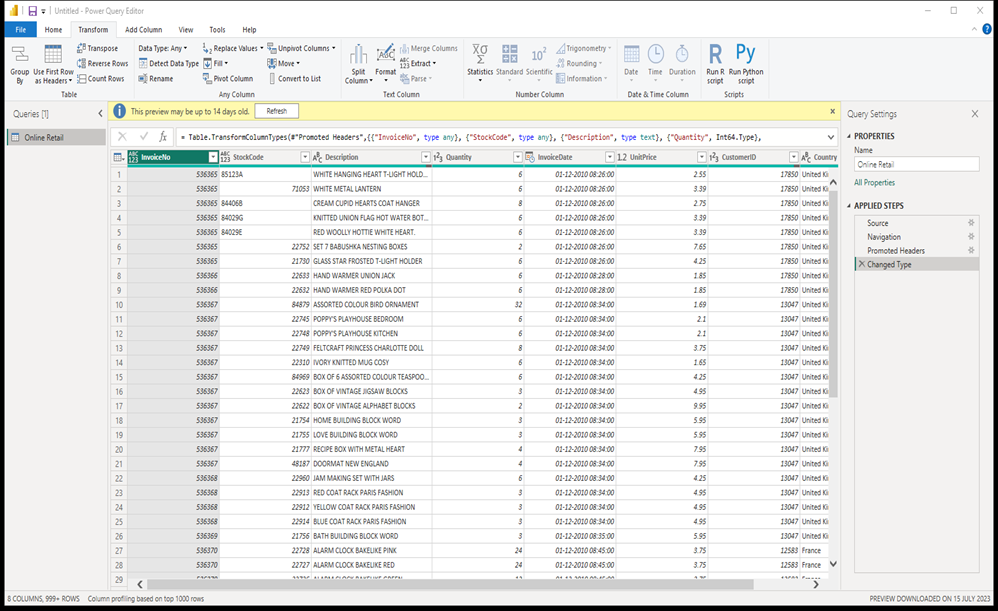 Untitled - Power Query Editor
File Home Transform Add Column View Tools Help
Group By
Use First Row as Headers
Transpose
Reverse Rows
Count Rows
Table
Data Type: Any
Detect Data Type
Rename
Replace Values
Fill
Pivot Column
Unpivot Columns
Move
Convert to List
Any Column
Split Column
Format
Merge Columns
Extract
Parse
Text Column
Statistics
Standard
Scientific
Trigonometry
Rounding
Information
Number Column
Date
Time
Duration
Date & Time Column
Run R script
Run Python script
Scripts
Queries [1]
Online Retail
This preview may be up to 14 days old. Refresh
= Table.TransformColumnTypes(#"Promoted Headers",{{"InvoiceNo", type any}, {"StockCode", type any}, {"Description", type text}, {"Quantity", Int64.Type},
InvoiceNo StockCode Description Quantity InvoiceDate UnitPrice CustomerID Country
1 536365 85123A WHITE HANGING HEART T-LIGHT HOLD... 6 01-12-2010 08:26:00 2.55 17850 United Ki
2 536365 71053 WHITE METAL LANTERN 6 01-12-2010 08:26:00 3.39 17850 United Ki
3 536365 84406B CREAM CUPID HEARTS COAT HANGER 8 01-12-2010 08:26:00 2.75 17850 United Ki
4 536365 84029G KNITTED UNION FLAG HOT WATER BOT... 6 01-12-2010 08:26:00 3.39 17850 United Ki
5 536365 84029E RED WOOLLY HOTTIE WHITE HEART. 6 01-12-2010 08:26:00 3.39 17850 United Ki
6 536365 22752 SET 7 BABUSHKA NESTING BOXES 2 01-12-2010 08:26:00 7.65 17850 United Ki
7 536365 21730 GLASS STAR FROSTED T-LIGHT HOLDER 6 01-12-2010 08:26:00 4.25 17850 United Ki
8 536366 22633 HAND WARMER UNION JACK 6 01-12-2010 08:28:00 1.85 17850 United Ki
9 536366 22632 HAND WARMER RED POLKA DOT 6 01-12-2010 08:28:00 1.85 17850 United Ki
10 536367 84879 ASSORTED COLOUR BIRD ORNAMENT 32 01-12-2010 08:34:00 1.69 13047 United Ki
11 536367 22745 POPPY'S PLAYHOUSE BEDROOM 6 01-12-2010 08:34:00 2.1 13047 United Ki
12 536367 22748 POPPY'S PLAYHOUSE KITCHEN 6 01-12-2010 08:34:00 2.1 13047 United Ki
13 536367 22749 FELTCRAFT PRINCESS CHARLOTTE DOLL 8 01-12-2010 08:34:00 3.75 13047 United Ki
14 536367 22310 IVORY KNITTED MUG COSY 6 01-12-2010 08:34:00 1.65 13047 United Ki
15 536367 84969 BOX OF 6 ASSORTED COLOUR TEASPOO... 6 01-12-2010 08:34:00 4.25 13047 United Ki
16 536367 22623 BOX OF VINTAGE JIGSAW BLOCKS 3 01-12-2010 08:34:00 4.95 13047 United Ki
17 536367 22622 BOX OF VINTAGE ALPHABET BLOCKS 2 01-12-2010 08:34:00 9.95 13047 United Ki
18 536367 21754 HOME BUILDING BLOCK WORD 3 01-12-2010 08:34:00 5.95 13047 United Ki
19 536367 21755 LOVE BUILDING BLOCK WORD 3 01-12-2010 08:34:00 5.95 13047 United Ki
20 536367 21777 RECIPE BOX WITH METAL HEART 4 01-12-2010 08:34:00 7.95 13047 United Ki
21 536367 48187 DOORMAT NEW ENGLAND 4 01-12-2010 08:34:00 7.95 13047 United Ki
22 536368 22960 JAM MAKING SET WITH JARS 6 01-12-2010 08:34:00 4.25 13047 United Ki
23 536368 22913 RED COAT RACK PARIS FASHION 3 01-12-2010 08:34:00 4.95 13047 United Ki
24 536368 22912 YELLOW COAT RACK PARIS FASHION 3 01-12-2010 08:34:00 4.95 13047 United Ki
25 536368 22914 BLUE COAT RACK PARIS FASHION 3 01-12-2010 08:34:00 4.95 13047 United Ki
26 536369 21756 BATH BUILDING BLOCK WORD 3 01-12-2010 08:35:00 5.95 13047 United Ki
27 536370 22728 ALARM CLOCK BAKELIKE PINK 24 01-12-2010 08:45:00 3.75 12583 France
28 536370 22727 ALARM CLOCK BAKELIKE RED 24 01-12-2010 08:45:00 3.75 12583 France
29
Query Settings
PROPERTIES
Name
Online Retail
All Properties
APPLIED STEPS
Source
Navigation
Promoted Headers
Changed Type
8 COLUMNS, 999+ ROWS Column profiling based on top 1000 rows
PREVIEW DOWNLOADED ON 15 JULY 2023